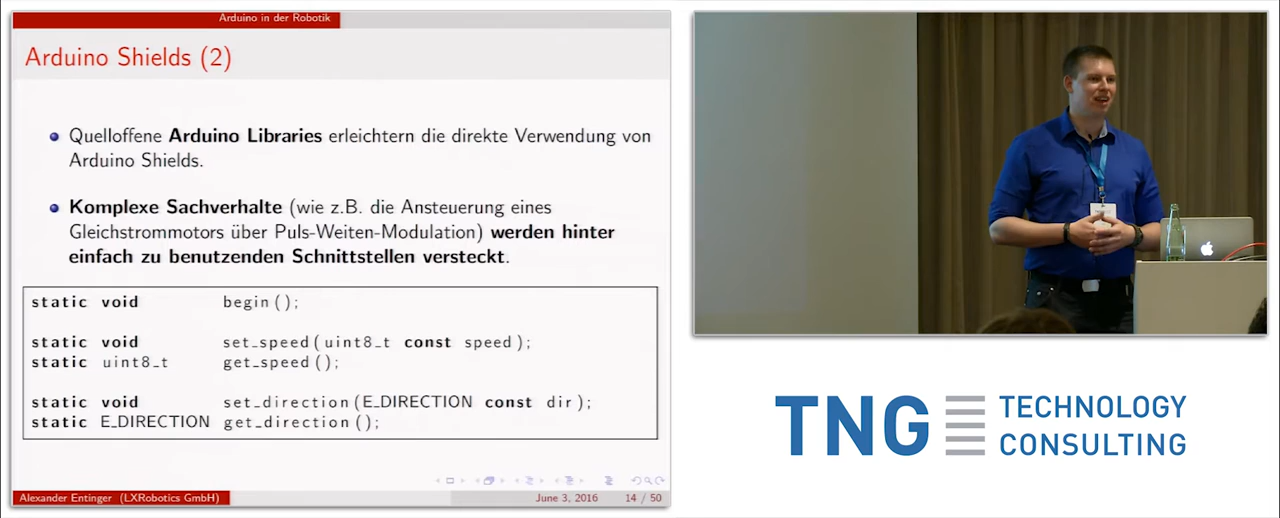 Arduino in der Robotik
Arduino Shields (2)
Quelloffene Arduino Libraries erleichtern die direkte Verwendung von
Arduino Shields.
Komplexe Sachverhalte (wie z.B. die Ansteuerung eines
Gleichstrommotors über Puls-Weiten-Modulation) werden hinter
einfach zu benutzenden Schnittstellen versteckt.
static void begin();
static void set_speed(uint8_t const speed);
static uint8_t get_speed();
static void set_direction(E_DIRECTION const dir);
static E_DIRECTION get_direction();
Alexander Entinger (LXRobotics GmbH) June 3, 2016 14 / 50
TNG TECHNOLOGY
CONSULTING